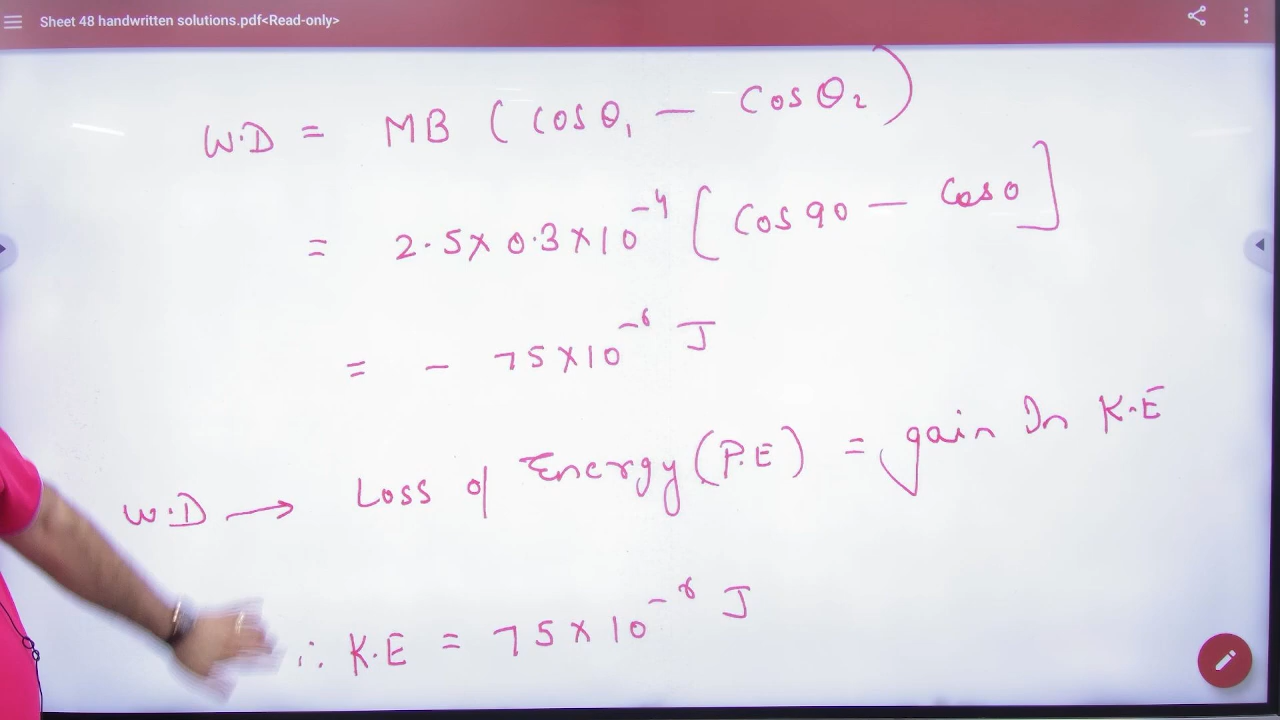 Sheet 48 handwritten solutions.pdf<Read-only>
W.D = MB ( Cosθ₁ − Cosθ₂ )
= 2.5 × 0.3 × 10⁻⁴ [ Cos 90 − Cos 0 ]
= − 75 × 10⁻⁶ J
W.D → Loss of Energy (P.E) = gain In K.E
∴ K.E = 75 × 10⁻⁶ J